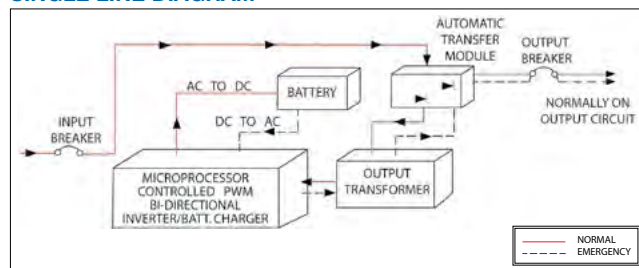 SINGLE LINE DIAGRAM
AUTOMATIC
TRANSFER
MODULE
OUTPUT
BREAKER
AC TO DC
BATTERY
DC TO AC
NORMALLY ON
OUTPUT CIRCUIT
INPUT
BREAKER
MICROPROCESSOR
CONTROLLED PWM
BI-DIRECTIONAL
INVERTER/BATT. CHARGER
OUTPUT
TRANSFORMER
NORMAL
EMERGENCY